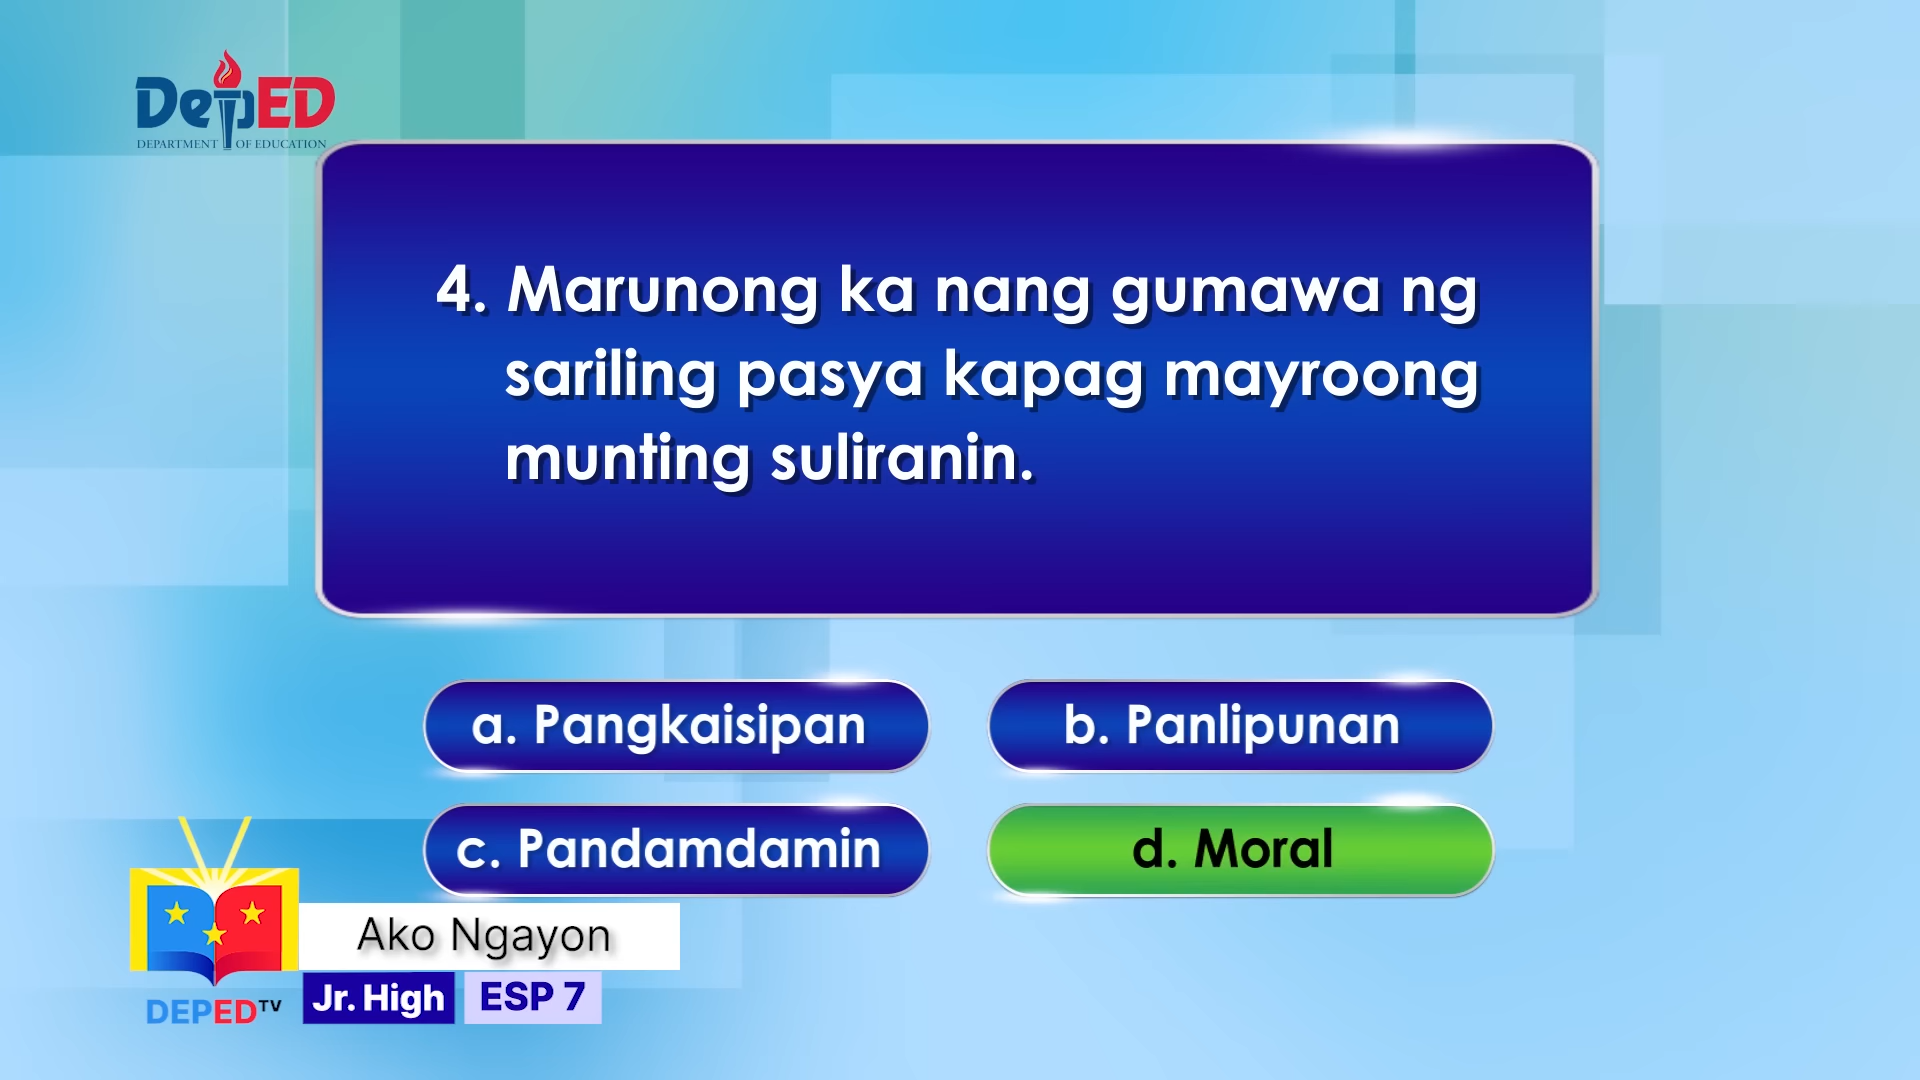 DepED
DEPARTMENT OF EDUCATION
4. Marunong ka nang gumawa ng
sariling pasya kapag mayroong
munting suliranin.
a. Pangkaisipan
b. Panlipunan
c. Pandamdamin
d. Moral
Ako Ngayon
Jr. High
ESP 7
DEPED TV